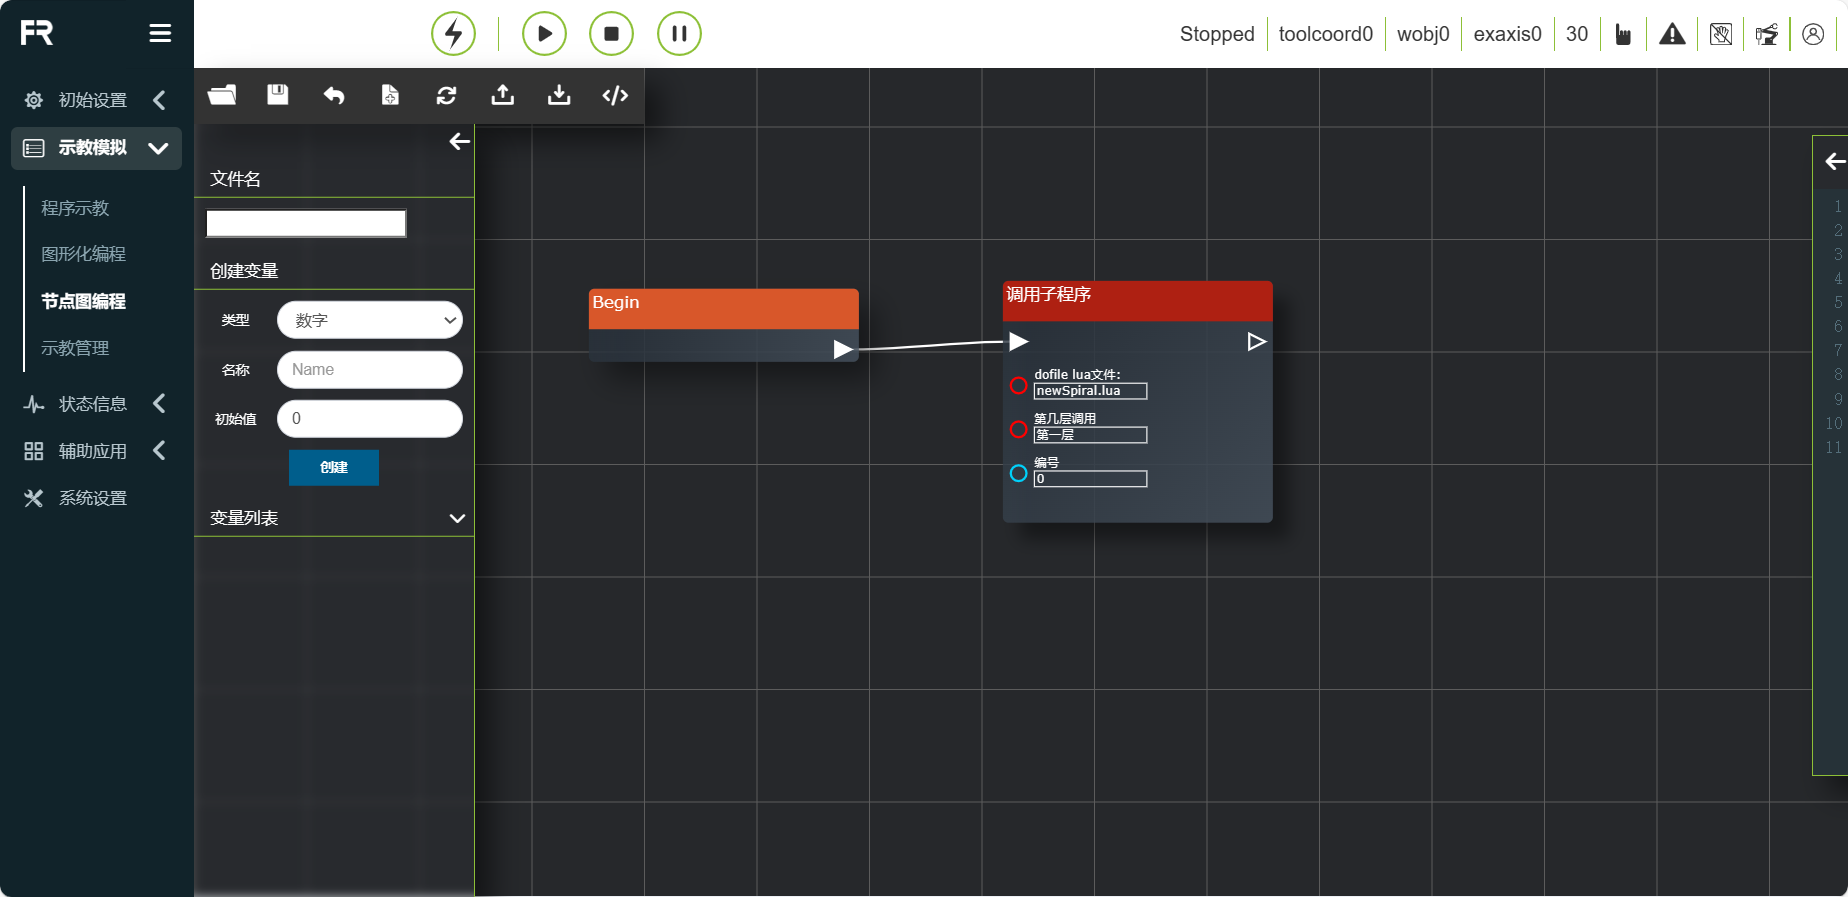 FR
Stopped
toolcoord0
wobj0
exaxis0
30
初始设置
示教模拟
程序示教
图形化编程
节点图编程
示教管理
状态信息
辅助应用
系统设置
文件名
创建变量
类型
数字
名称
Name
初始值
0
创建
变量列表
Begin
调用子程序
dofile lua文件:
newSpiral.lua
第几层调用
第一层
编号
0
1
2
3
4
5
6
7
8
9
10
11